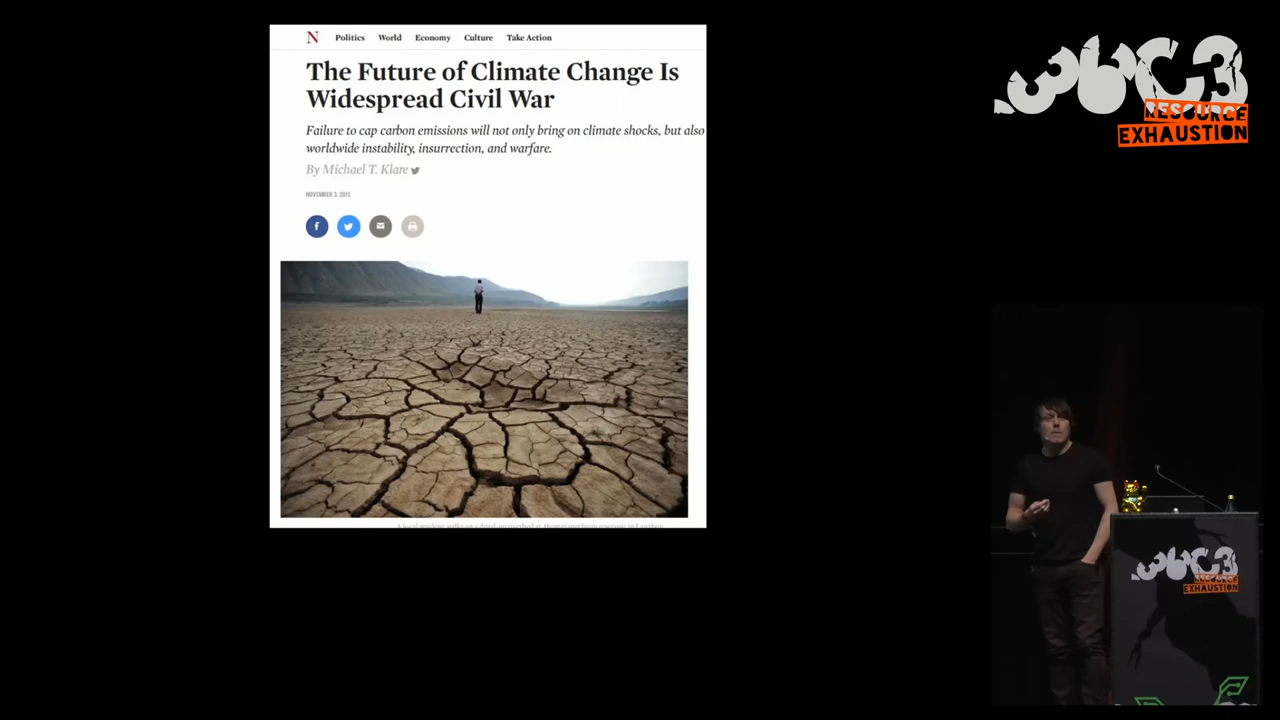 N Politics World Economy Culture Take Action
The Future of Climate Change Is
Widespread Civil War
Failure to cap carbon emissions will not only bring on climate shocks, but also
worldwide instability, insurrection, and warfare.
By Michael T. Klare
NOVEMBER 3, 2015
36C3
RESOURCE
EXHAUSTION
36C3
RESOURCE
EXHAUSTION